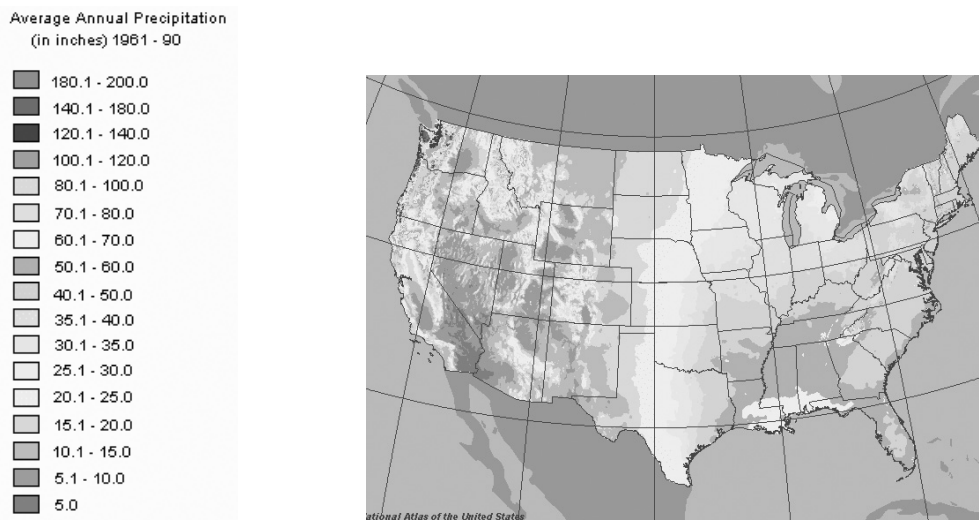 Average Annual Precipitation
(in inches) 1961 - 90
180.1 - 200.0
140.1 - 180.0
120.1 - 140.0
100.1 - 120.0
80.1 - 100.0
70.1 - 80.0
60.1 - 70.0
50.1 - 60.0
40.1 - 50.0
35.1 - 40.0
30.1 - 35.0
25.1 - 30.0
20.1 - 25.0
15.1 - 20.0
10.1 - 15.0
5.1 - 10.0
5.0
ational Atlas of the United States